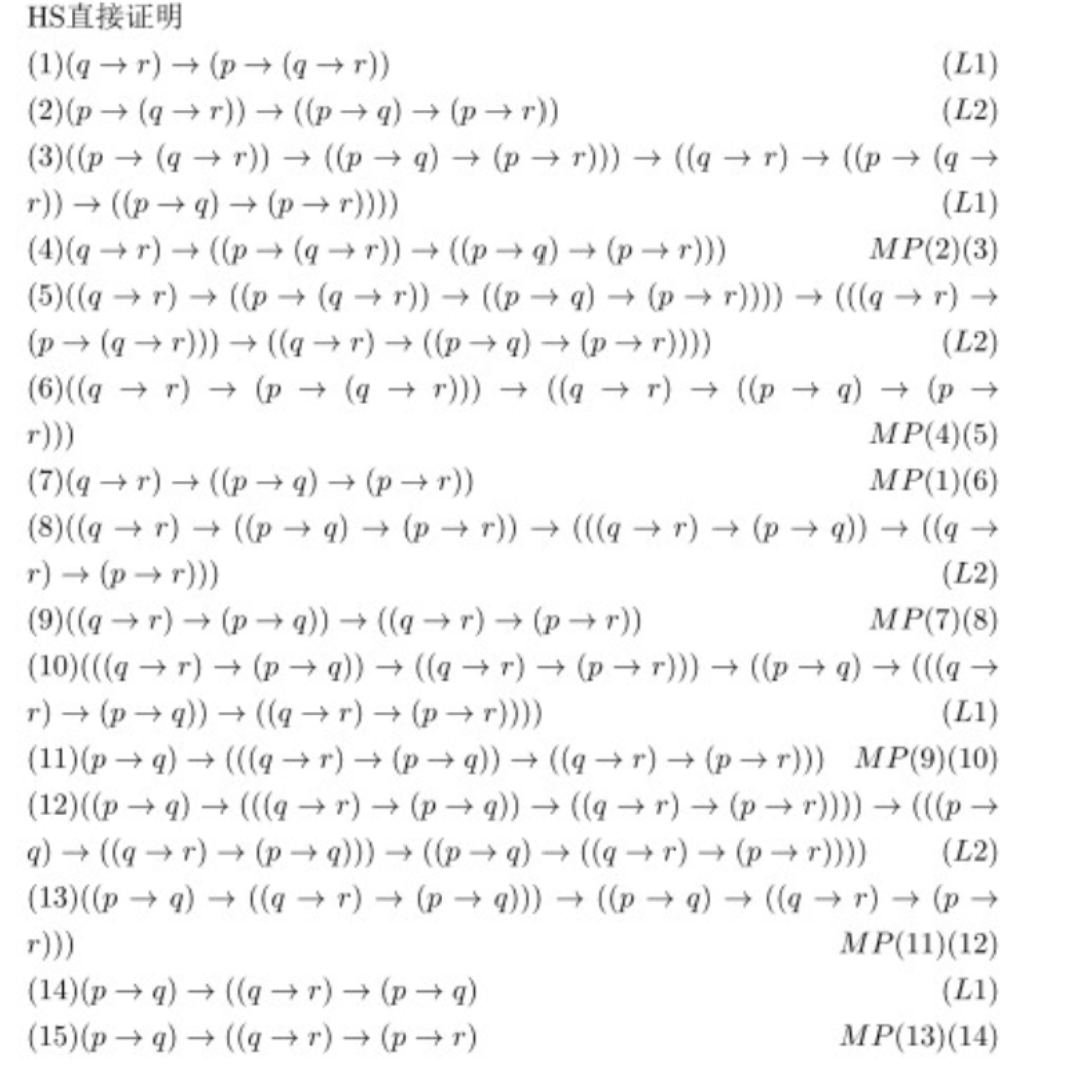 HS直接证明
(1)(q → r) → (p → (q → r)) (L1)
(2)(p → (q → r)) → ((p → q) → (p → r)) (L2)
(3)((p → (q → r)) → ((p → q) → (p → r))) → ((q → r) → ((p → (q →
r)) → ((p → q) → (p → r)))) (L1)
(4)(q → r) → ((p → (q → r)) → ((p → q) → (p → r))) MP(2)(3)
(5)((q → r) → ((p → (q → r)) → ((p → q) → (p → r)))) → (((q → r) →
(p → (q → r))) → ((q → r) → ((p → q) → (p → r)))) (L2)
(6)((q → r) → (p → (q → r))) → ((q → r) → ((p → q) → (p →
r))) MP(4)(5)
(7)(q → r) → ((p → q) → (p → r)) MP(1)(6)
(8)((q → r) → ((p → q) → (p → r)) → (((q → r) → (p → q)) → ((q →
r) → (p → r))) (L2)
(9)((q → r) → (p → q)) → ((q → r) → (p → r)) MP(7)(8)
(10)(((q → r) → (p → q)) → ((q → r) → (p → r))) → ((p → q) → (((q →
r) → (p → q)) → ((q → r) → (p → r)))) (L1)
(11)(p → q) → (((q → r) → (p → q)) → ((q → r) → (p → r))) MP(9)(10)
(12)((p → q) → (((q → r) → (p → q)) → ((q → r) → (p → r)))) → (((p →
q) → ((q → r) → (p → q))) → ((p → q) → ((q → r) → (p → r)))) (L2)
(13)((p → q) → ((q → r) → (p → q))) → ((p → q) → ((q → r) → (p →
r))) MP(11)(12)
(14)(p → q) → ((q → r) → (p → q) (L1)
(15)(p → q) → ((q → r) → (p → r) MP(13)(14)